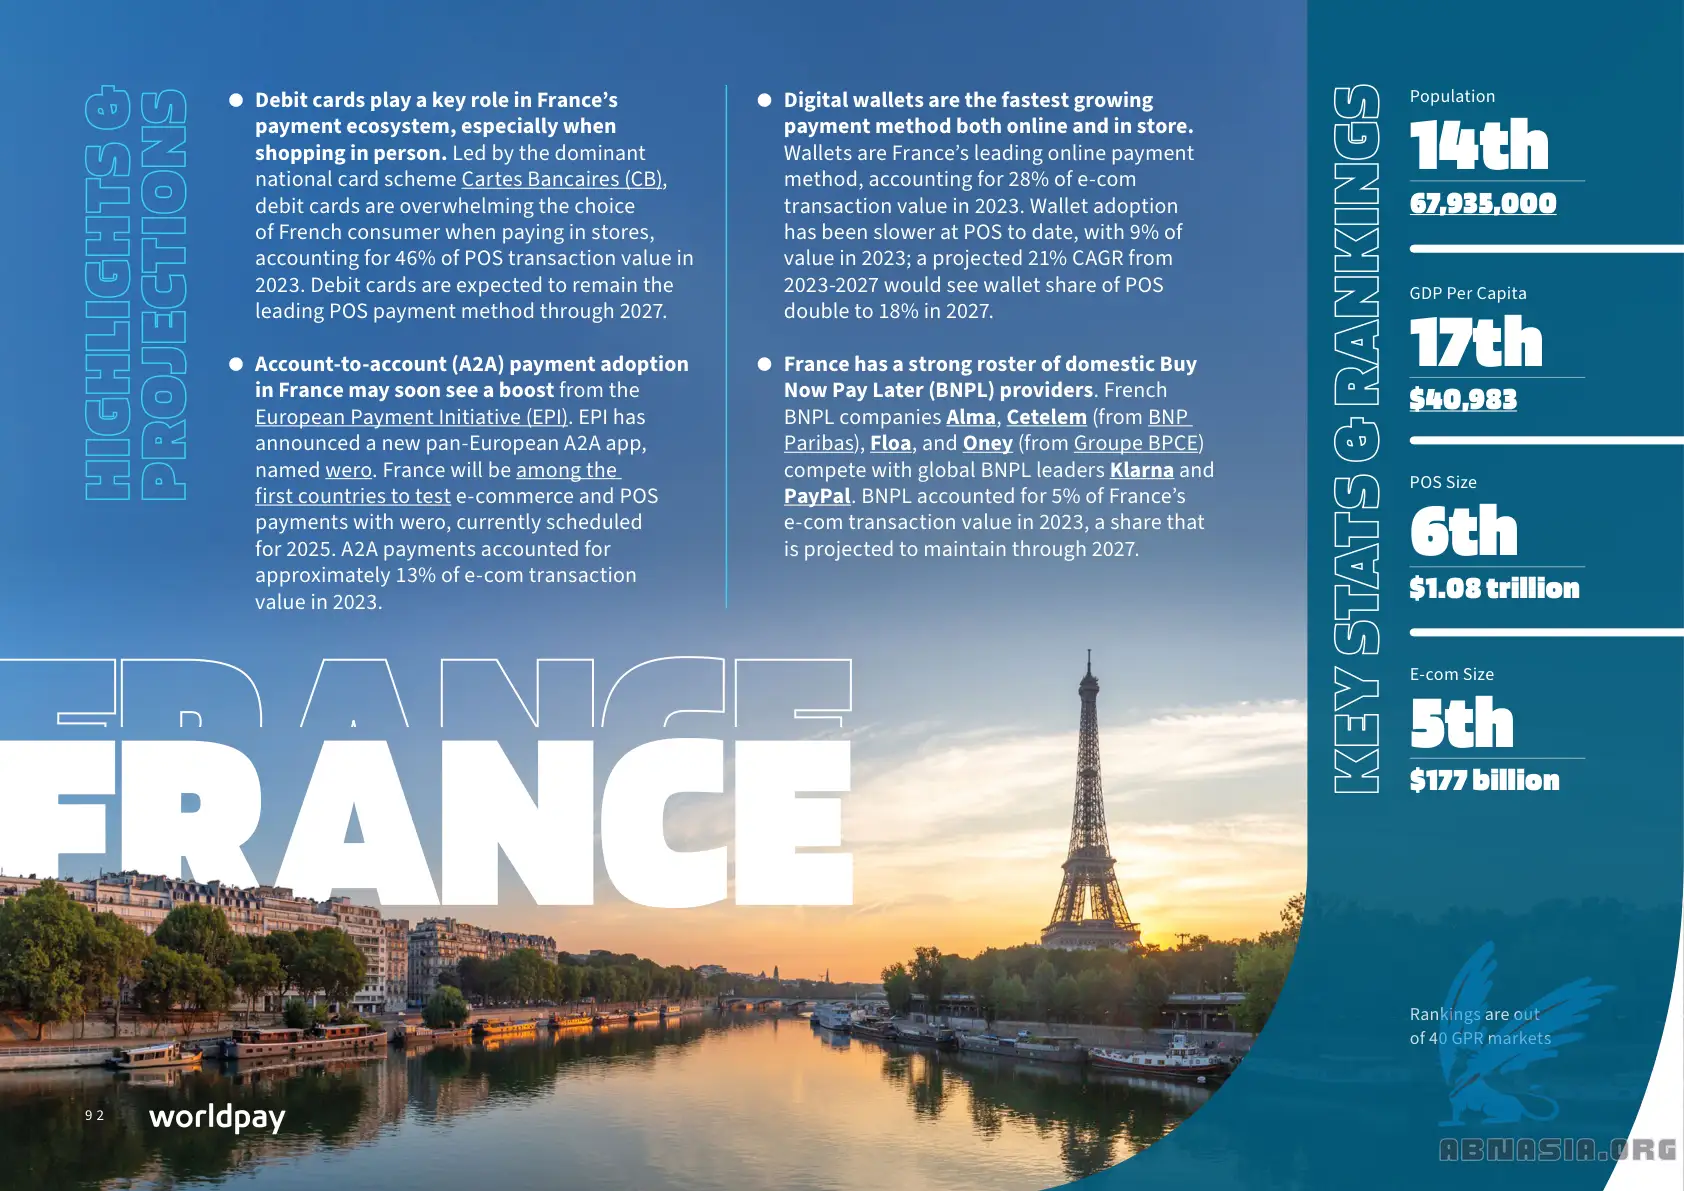 HIGHLIGHTS &
PROJECTIONS
Debit cards play a key role in France’s
payment ecosystem, especially when
shopping in person. Led by the dominant
national card scheme Cartes Bancaires (CB),
debit cards are overwhelming the choice
of French consumer when paying in stores,
accounting for 46% of POS transaction value in
2023. Debit cards are expected to remain the
leading POS payment method through 2027.
Account-to-account (A2A) payment adoption
in France may soon see a boost from the
European Payment Initiative (EPI). EPI has
announced a new pan-European A2A app,
named wero. France will be among the
first countries to test e-commerce and POS
payments with wero, currently scheduled
for 2025. A2A payments accounted for
approximately 13% of e-com transaction
value in 2023.
Digital wallets are the fastest growing
payment method both online and in store.
Wallets are France’s leading online payment
method, accounting for 28% of e-com
transaction value in 2023. Wallet adoption
has been slower at POS to date, with 9% of
value in 2023; a projected 21% CAGR from
2023-2027 would see wallet share of POS
double to 18% in 2027.
France has a strong roster of domestic Buy
Now Pay Later (BNPL) providers. French
BNPL companies Alma, Cetelem (from BNP
Paribas), Floa, and Oney (from Groupe BPCE)
compete with global BNPL leaders Klarna and
PayPal. BNPL accounted for 5% of France’s
e-com transaction value in 2023, a share that
is projected to maintain through 2027.
FRANCE
FRANCE
KEY STATS & RANKINGS
Population
14th
67,935,000
GDP Per Capita
17th
$40,983
POS Size
6th
$1.08 trillion
E-com Size
5th
$177 billion
Rankings are out
of 40 GPR markets
92
worldpay
ABNASIA.ORG